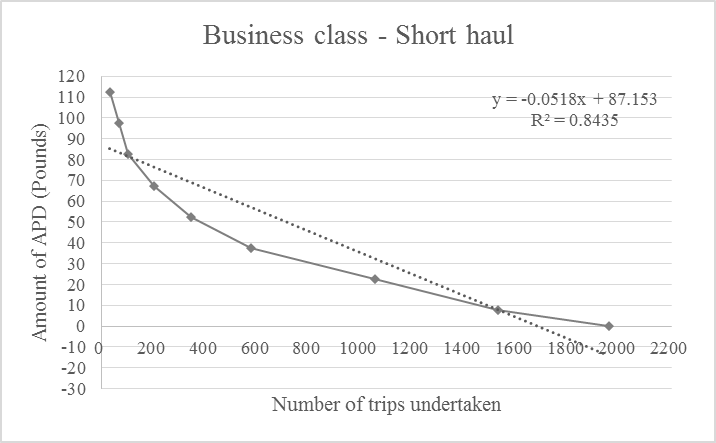 Business class - Short haul
y = -0.0518x + 87.153
R² = 0.8435
Amount of APD (Pounds)
120
110
100
90
80
70
60
50
40
30
20
10
0
-10
-20
-30
0 200 400 600 800 1000 1200 1400 1600 1800 2000 2200
Number of trips undertaken